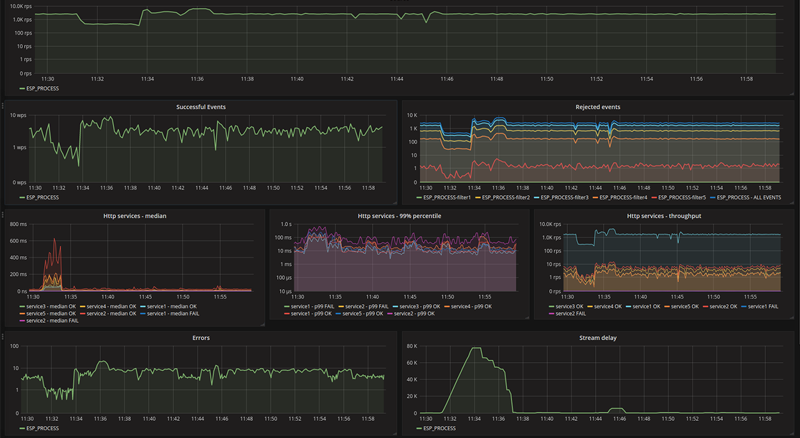 10.0K rps
1.0K rps
100 rps
10 rps
1 rps
0 rps
11:30 11:32 11:34 11:36 11:38 11:40 11:42 11:44 11:46 11:48 11:50 11:52 11:54 11:56 11:58
ESP_PROCESS
Successful Events
10 wps
1 wps
0 wps
11:30 11:32 11:34 11:36 11:38 11:40 11:42 11:44 11:46 11:48 11:50 11:52 11:54 11:56 11:58
ESP_PROCESS
Rejected events
10 K
1 K
100
10
1
0
11:30 11:32 11:34 11:36 11:38 11:40 11:42 11:44 11:46 11:48 11:50 11:52 11:54 11:56 11:58
ESP_PROCESS-filter1 ESP_PROCESS-filter2 ESP_PROCESS-filter3 ESP_PROCESS-filter4 ESP_PROCESS-filter5 ESP_PROCESS - ALL EVENTS
Http services - median
800 ms
600 ms
400 ms
200 ms
0 ms
11:30 11:35 11:40 11:45 11:50 11:55
service3 - median OK service4 - median OK service1 - median OK
service5 - median OK service2 - median OK service1 - median FAIL
service2 - median FAIL
Http services - 99% percentile
1.0 s
100 ms
10 ms
1 ms
100 µs
10 µs
11:30 11:35 11:40 11:45 11:50 11:55
service1 - p99 FAIL service2 - p99 FAIL service3 - p99 OK service4 - p99 OK
service1 - p99 OK service5 - p99 OK service2 - p99 OK
Http services - throughput
10.0K rps
1.0K rps
100 rps
10 rps
1 rps
0 rps
11:30 11:35 11:40 11:45 11:50 11:55
service3 OK service4 OK service1 OK service5 OK service2 OK service1 FAIL
service2 FAIL
Errors
100
10
1
0
11:30 11:32 11:34 11:36 11:38 11:40 11:42 11:44 11:46 11:48 11:50 11:52 11:54 11:56 11:58
ESP_PROCESS
Stream delay
80 K
60 K
40 K
20 K
0
11:32 11:34 11:36 11:38 11:40 11:42 11:44 11:46 11:48 11:50 11:52 11:54 11:56 11:58
ESP_PROCESS